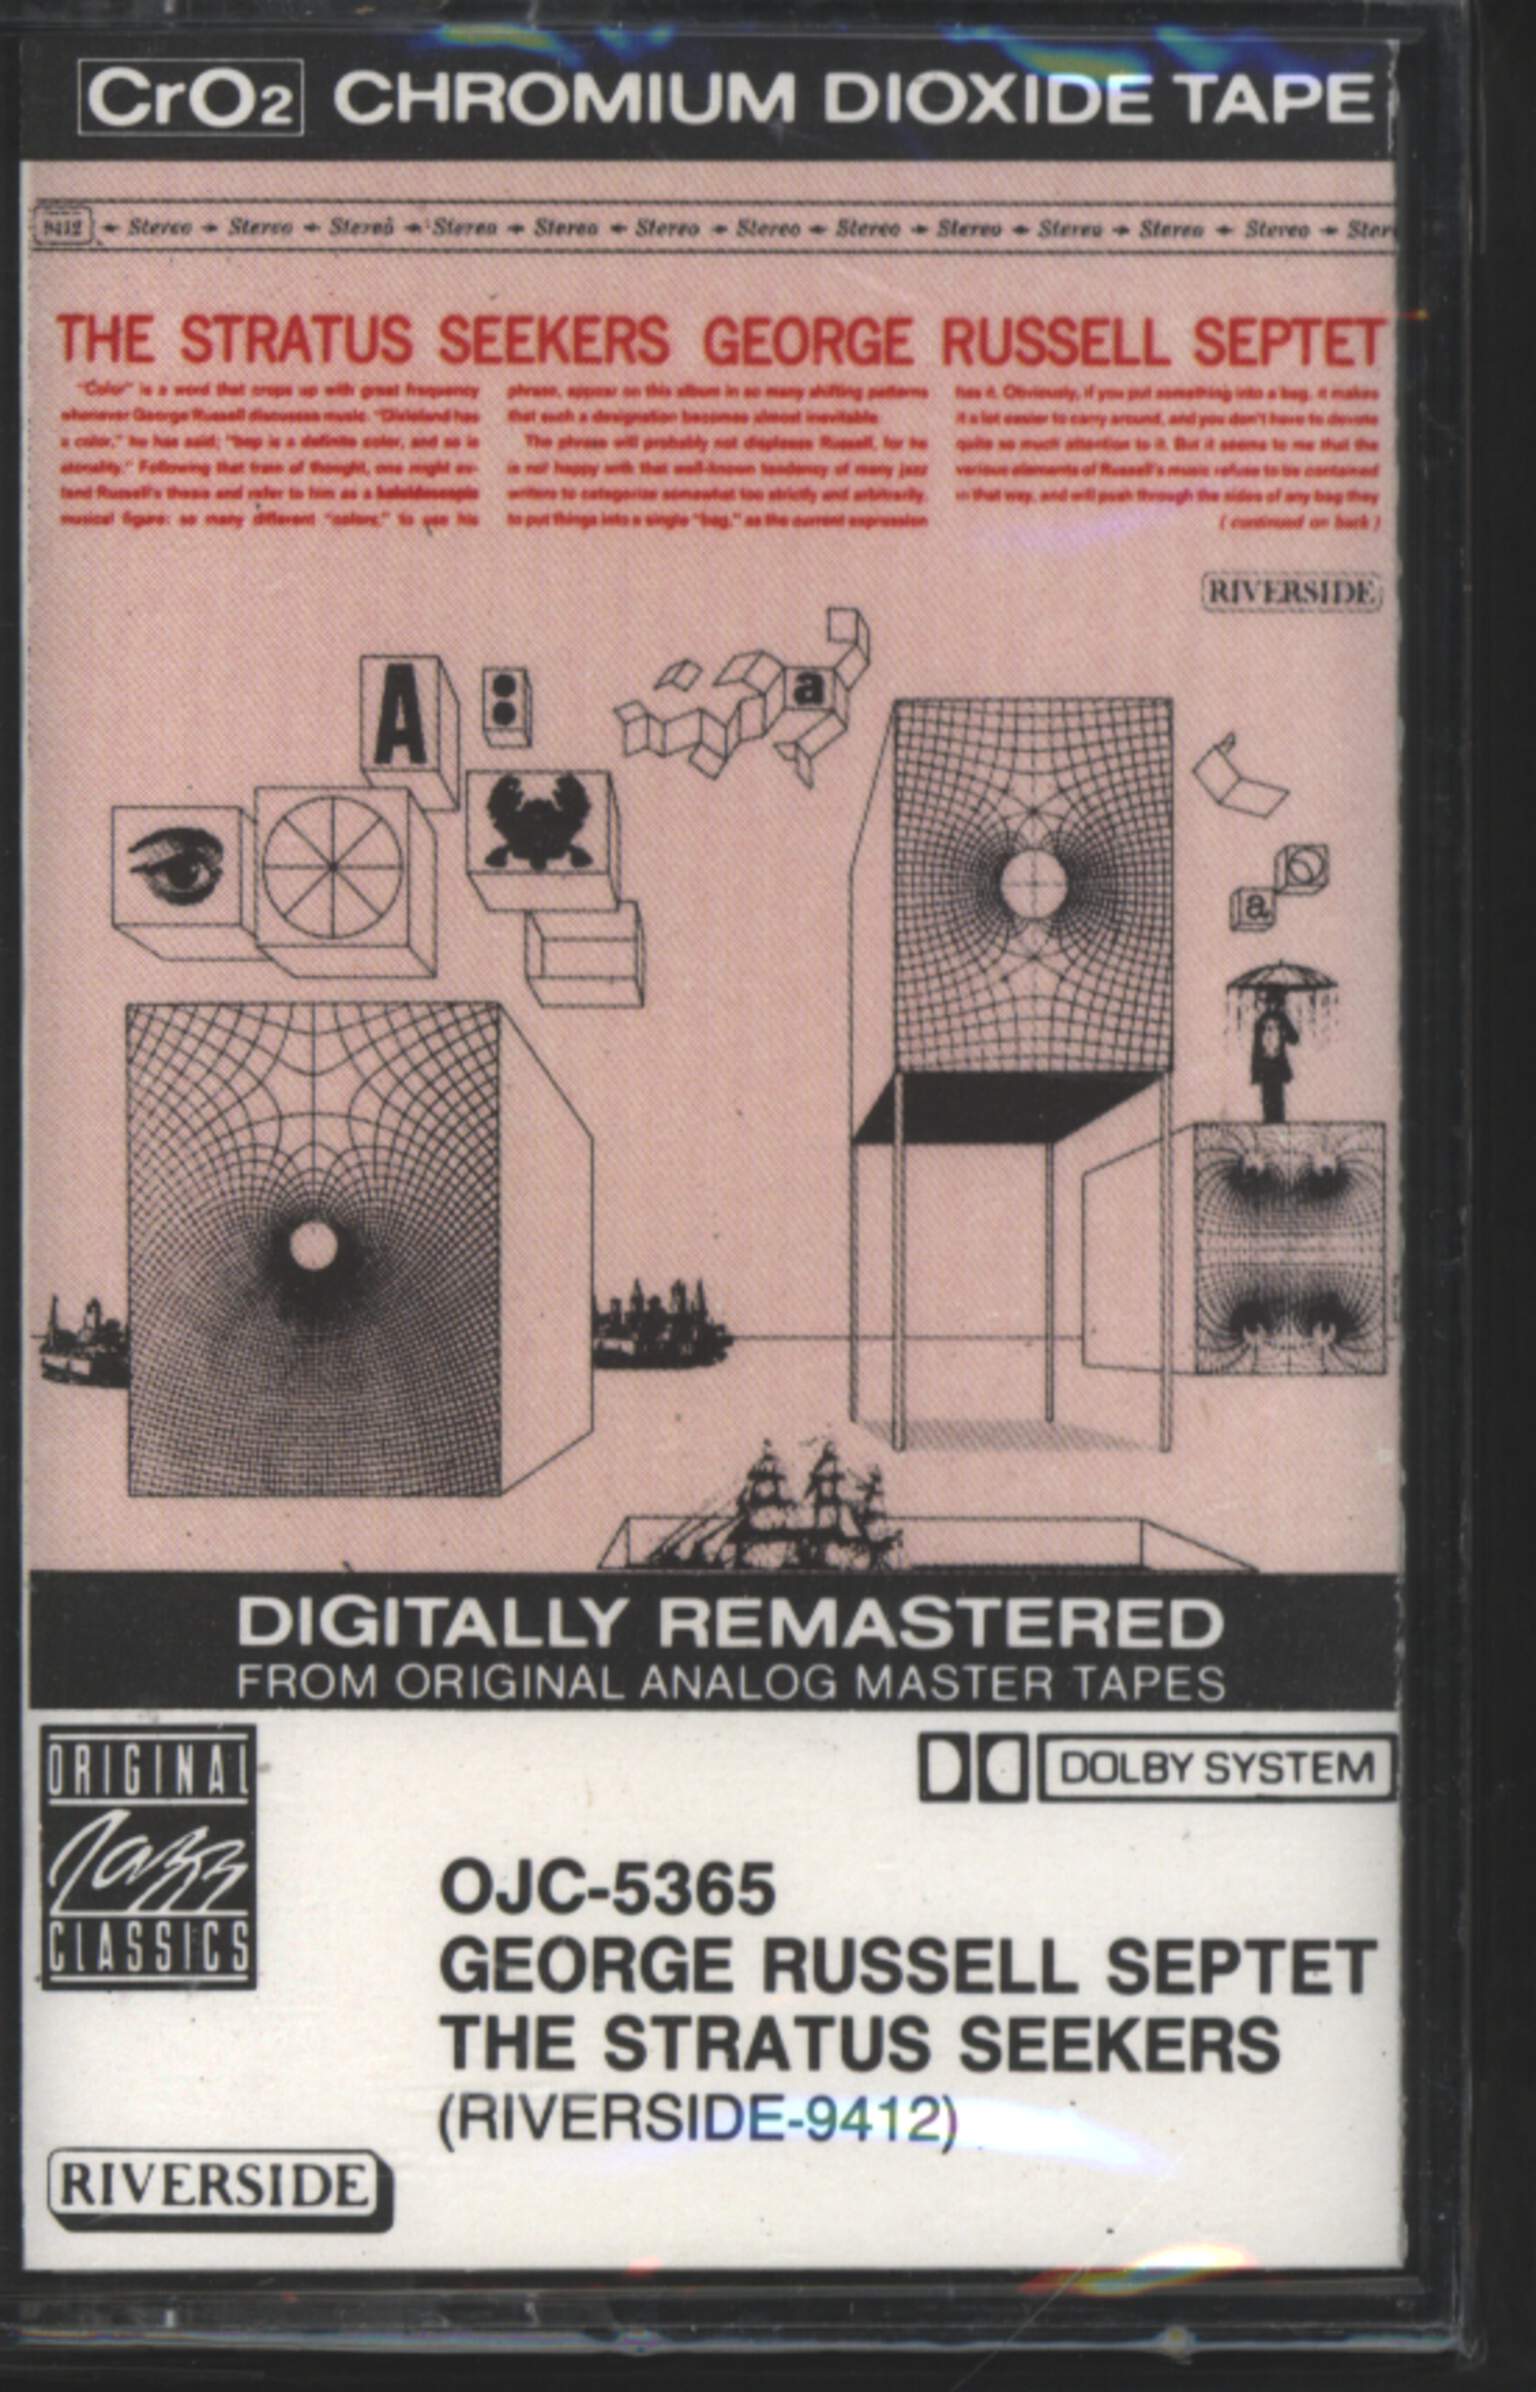 CrO2 CHROMIUM DIOXIDE TAPE
9412 Stereo Stereo Stereo Stereo Stereo Stereo Stereo Stereo Stereo Stereo Stereo Stereo Ster
THE STRATUS SEEKERS GEORGE RUSSELL SEPTET
"Color" is a word that crops up with great frequency
whenever George Russell discusses music. "Dixieland has
a color," he has said; "bop is a definite color, and so is
atonality." Following that train of thought, one might ex-
tend Russell's thesis and refer to him as a kaleidoscopic
musical figure: so many different "colors," to use his
phrase, appear on this album in so many shifting patterns
that such a designation becomes almost inevitable.
The phrase will probably not displease Russell, for he
is not happy with that well-known tendency of many jazz
writers to categorize somewhat too strictly and arbitrarily,
to put things into a single "bag," as the current expression
has it. Obviously, if you put something into a bag, it makes
it a lot easier to carry around, and you don't have to devote
quite so much attention to it. But it seems to me that the
various elements of Russell's music refuse to be contained
in that way, and will push through the sides of any bag they
(continued on back)
RIVERSIDE
A
a
a
DIGITALLY REMASTERED
FROM ORIGINAL ANALOG MASTER TAPES
ORIGINAL
Jazz
CLASSICS
DOLBY SYSTEM
OJC-5365
GEORGE RUSSELL SEPTET
THE STRATUS SEEKERS
(RIVERSIDE-9412)
RIVERSIDE